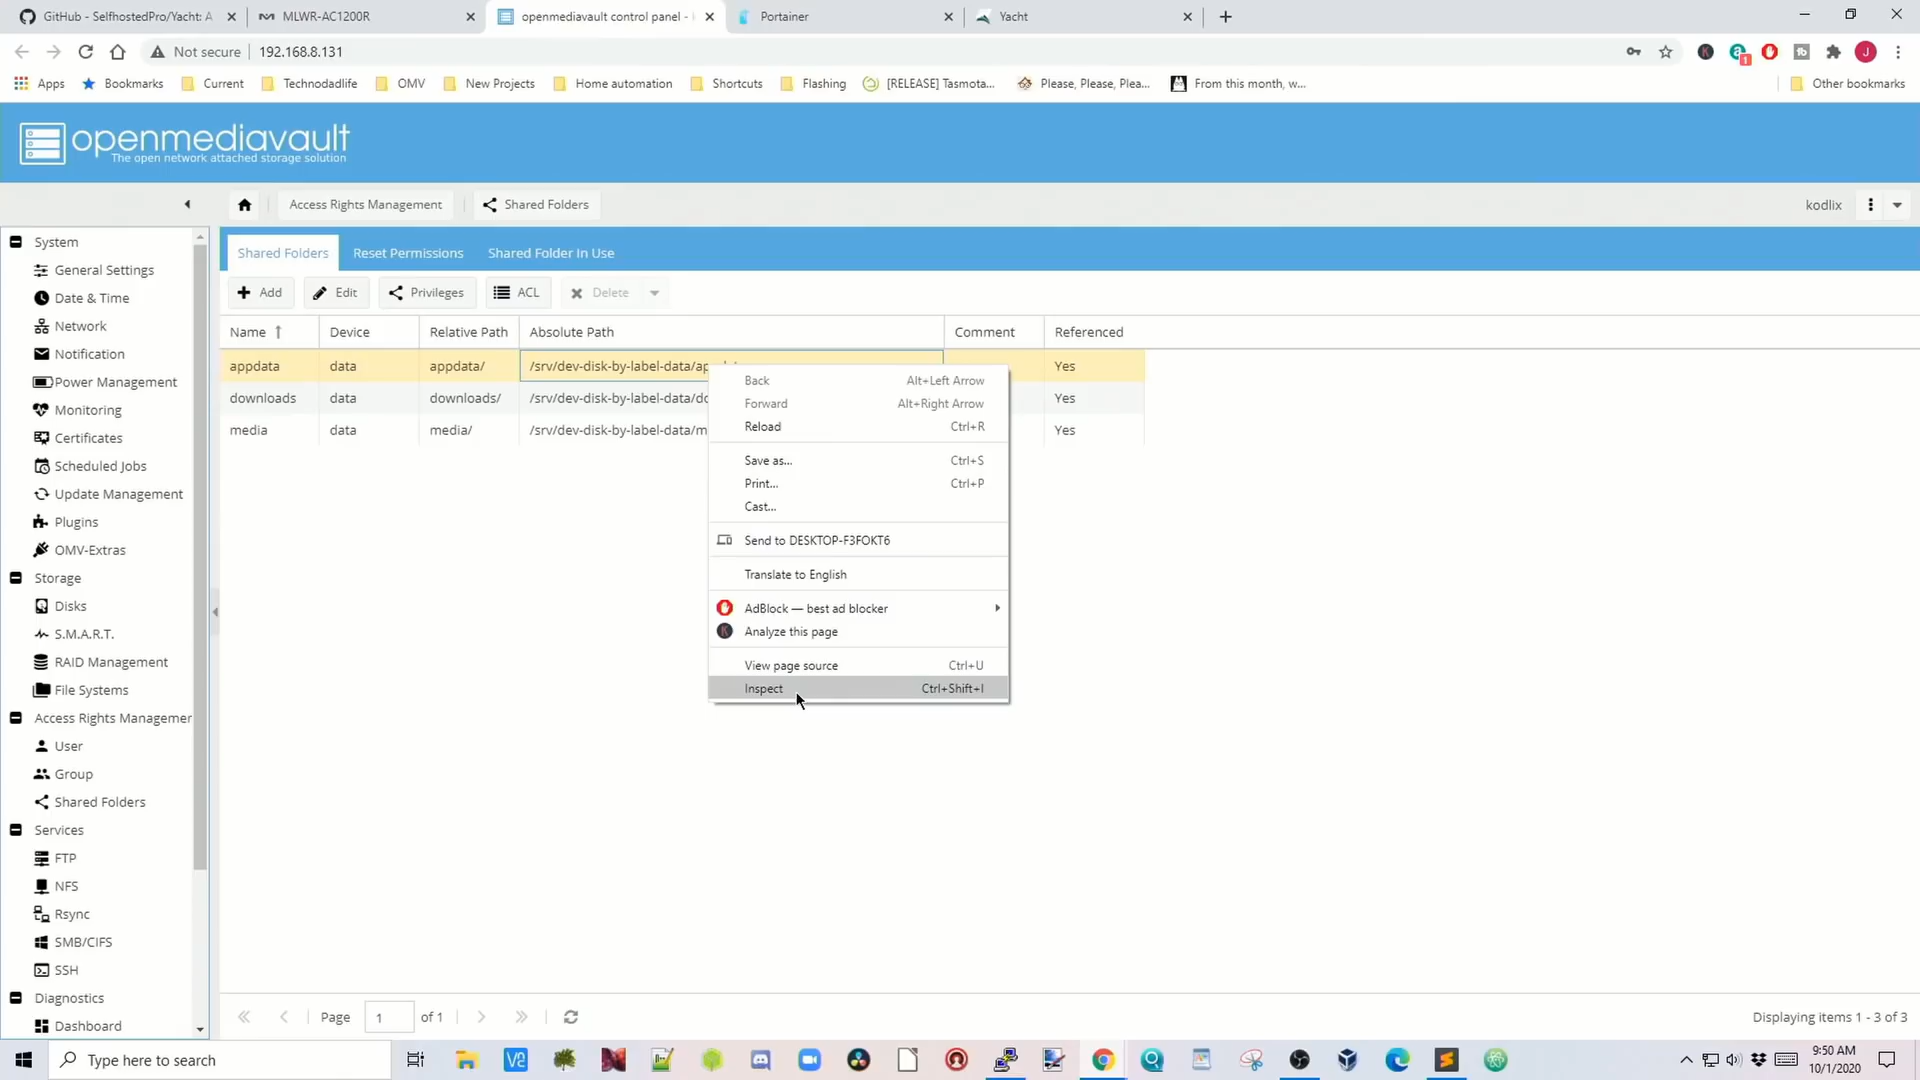 GitHub - SelfhostedPro/Yacht: A
MLWR-AC1200R
openmediavault control panel -
Portainer
Yacht
Not secure
192.168.8.131
Apps
Bookmarks
Current
Technodadlife
OMV
New Projects
Home automation
Shortcuts
Flashing
[RELEASE] Tasmota...
Please, Please, Plea...
From this month, w...
Other bookmarks
openmediavault
The open network attached storage solution
Access Rights Management
Shared Folders
kodlix
System
General Settings
Date & Time
Network
Notification
Power Management
Monitoring
Certificates
Scheduled Jobs
Update Management
Plugins
OMV-Extras
Storage
Disks
S.M.A.R.T.
RAID Management
File Systems
Access Rights Managemer
User
Group
Shared Folders
Services
FTP
NFS
Rsync
SMB/CIFS
SSH
Diagnostics
Dashboard
Shared Folders
Reset Permissions
Shared Folder In Use
Add
Edit
Privileges
ACL
Delete
Name
Device
Relative Path
Absolute Path
Comment
Referenced
appdata
data
appdata/
/srv/dev-disk-by-label-data/ap
Yes
downloads
data
downloads/
/srv/dev-disk-by-label-data/do
Yes
media
data
media/
/srv/dev-disk-by-label-data/m
Yes
Back Alt+Left Arrow
Forward Alt+Right Arrow
Reload Ctrl+R
Save as... Ctrl+S
Print... Ctrl+P
Cast...
Send to DESKTOP-F3FOKT6
Translate to English
AdBlock — best ad blocker
Analyze this page
View page source Ctrl+U
Inspect Ctrl+Shift+I
Page 1 of 1
Displaying items 1 - 3 of 3
Type here to search
9:50 AM
10/1/2020